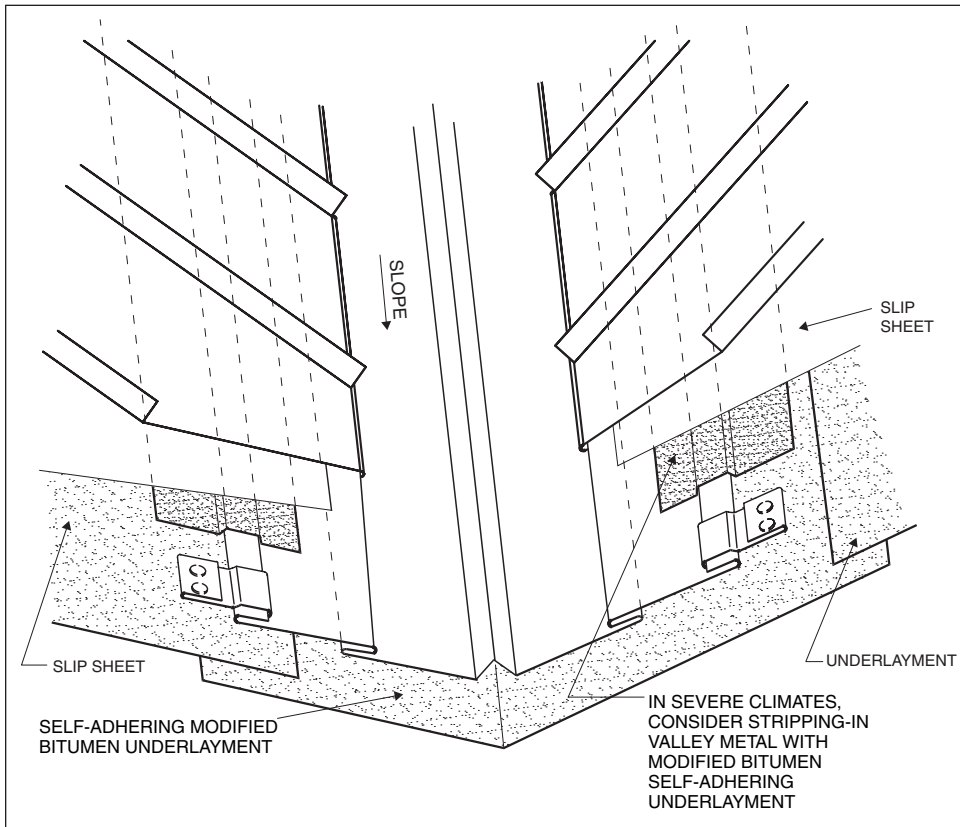 SLOPE
SLIP
SHEET
SLIP SHEET
UNDERLAYMENT
SELF-ADHERING MODIFIED
BITUMEN UNDERLAYMENT
IN SEVERE CLIMATES,
CONSIDER STRIPPING-IN
VALLEY METAL WITH
MODIFIED BITUMEN
SELF-ADHERING
UNDERLAYMENT